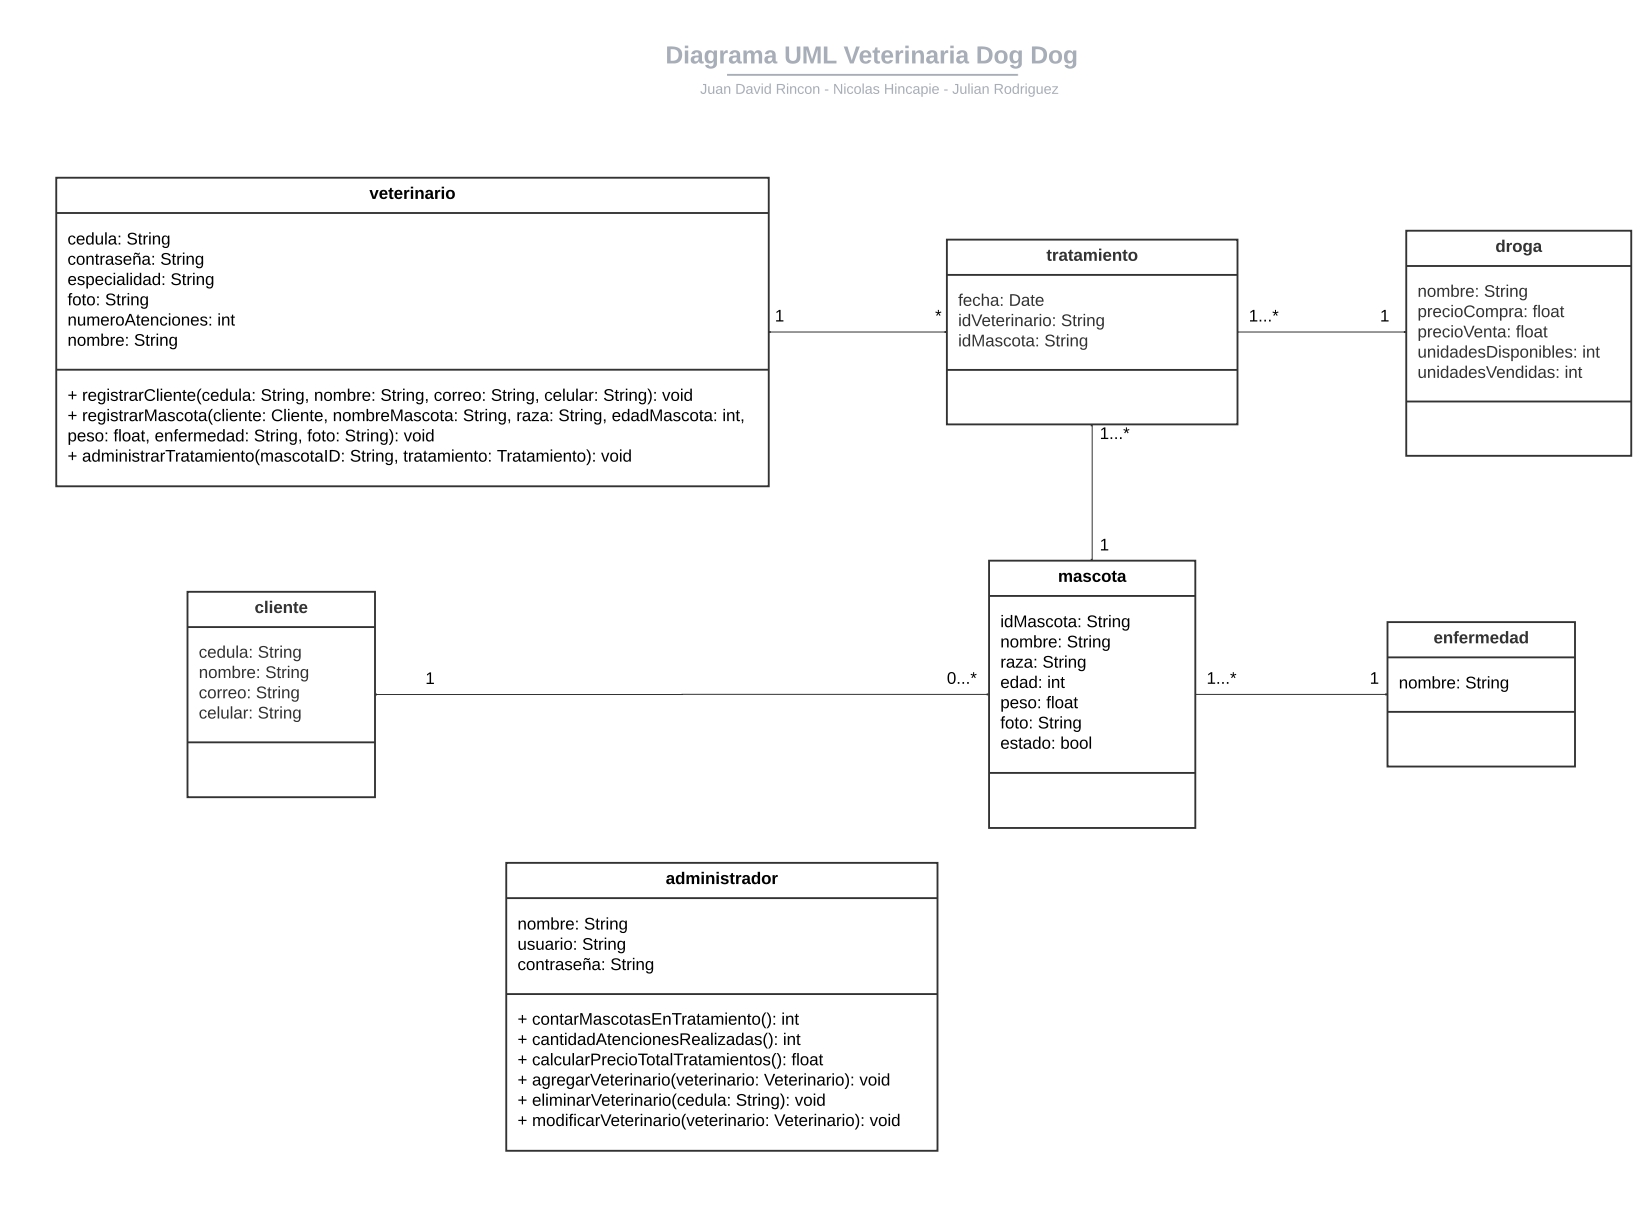 Diagrama UML Veterinaria Dog Dog
Juan David Rincon - Nicolas Hincapie - Julian Rodriguez
veterinario
cedula: String
contraseña: String
especialidad: String
foto: String
numeroAtenciones: int
nombre: String
+ registrarCliente(cedula: String, nombre: String, correo: String, celular: String): void
+ registrarMascota(cliente: Cliente, nombreMascota: String, raza: String, edadMascota: int,
peso: float, enfermedad: String, foto: String): void
+ administrarTratamiento(mascotaID: String, tratamiento: Tratamiento): void
1
*
tratamiento
fecha: Date
idVeterinario: String
idMascota: String
1...*
1
droga
nombre: String
precioCompra: float
precioVenta: float
unidadesDisponibles: int
unidadesVendidas: int
1...*
1
cliente
cedula: String
nombre: String
correo: String
celular: String
1
0...*
mascota
idMascota: String
nombre: String
raza: String
edad: int
peso: float
foto: String
estado: bool
1...*
1
enfermedad
nombre: String
administrador
nombre: String
usuario: String
contraseña: String
+ contarMascotasEnTratamiento(): int
+ cantidadAtencionesRealizadas(): int
+ calcularPrecioTotalTratamientos(): float
+ agregarVeterinario(veterinario: Veterinario): void
+ eliminarVeterinario(cedula: String): void
+ modificarVeterinario(veterinario: Veterinario): void